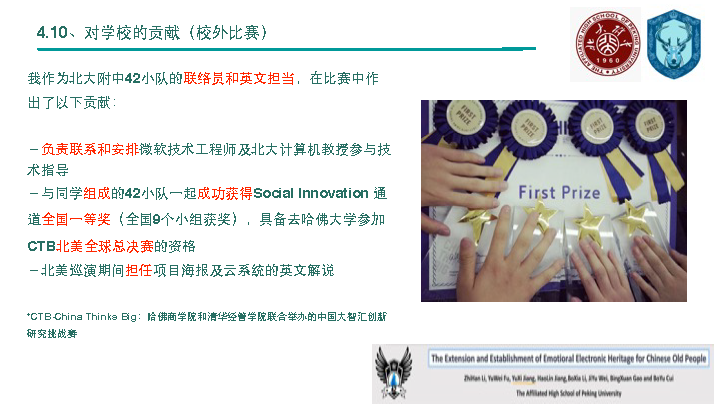 4.10、对学校的贡献（校外比赛）
THE AFFILIATED HIGH SCHOOL OF PEKING UNIVERSITY
1960
我作为北大附中42小队的联络员和英文担当，在比赛中作
出了以下贡献：
－负责联系和安排微软技术工程师及北大计算机教授参与技
术指导
－与同学组成的42小队一起成功获得Social Innovation 通
道全国一等奖（全国9个小组获奖），具备去哈佛大学参加
CTB北美全球总决赛的资格
－北美巡演期间担任项目海报及云系统的英文解说
*CTB-China Thinks Big：哈佛商学院和清华经管学院联合举办的中国大智汇创新
研究挑战赛
FIRST PRIZE
FIRST PRIZE
FIRST PRIZE
FIRST PRIZE
First Prize
The Extension and Establishment of Emotional Electronic Heritage for Chinese Old People
ZhiHan Li, YuWei Fu, YuXi Jiang, HaoLin Jiang, BoXia Li, JiYu Wei, BingXuan Gao and BoYu Cui
The Affiliated High School of Peking University